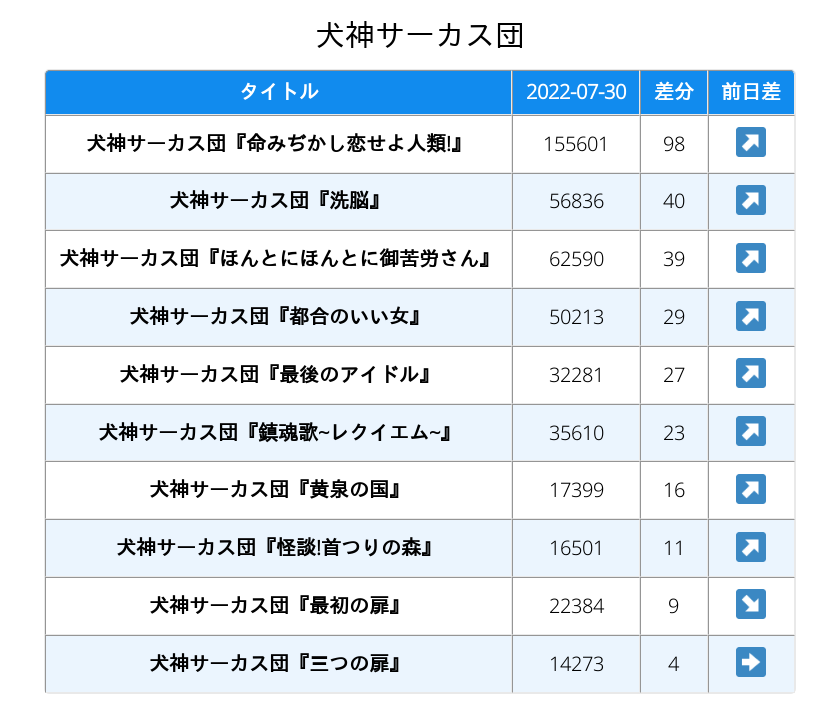 犬神サーカス団
タイトル 2022-07-30 差分 前日差
犬神サーカス団『命みぢかし恋せよ人類!』 155601 98 ↗
犬神サーカス団『洗脳』 56836 40 ↗
犬神サーカス団『ほんとにほんとに御苦労さん』 62590 39 ↗
犬神サーカス団『都合のいい女』 50213 29 ↗
犬神サーカス団『最後のアイドル』 32281 27 ↗
犬神サーカス団『鎮魂歌~レクイエム~』 35610 23 ↗
犬神サーカス団『黄泉の国』 17399 16 ↗
犬神サーカス団『怪談!首つりの森』 16501 11 ↗
犬神サーカス団『最初の扉』 22384 9 ↘
犬神サーカス団『三つの扉』 14273 4 ➡